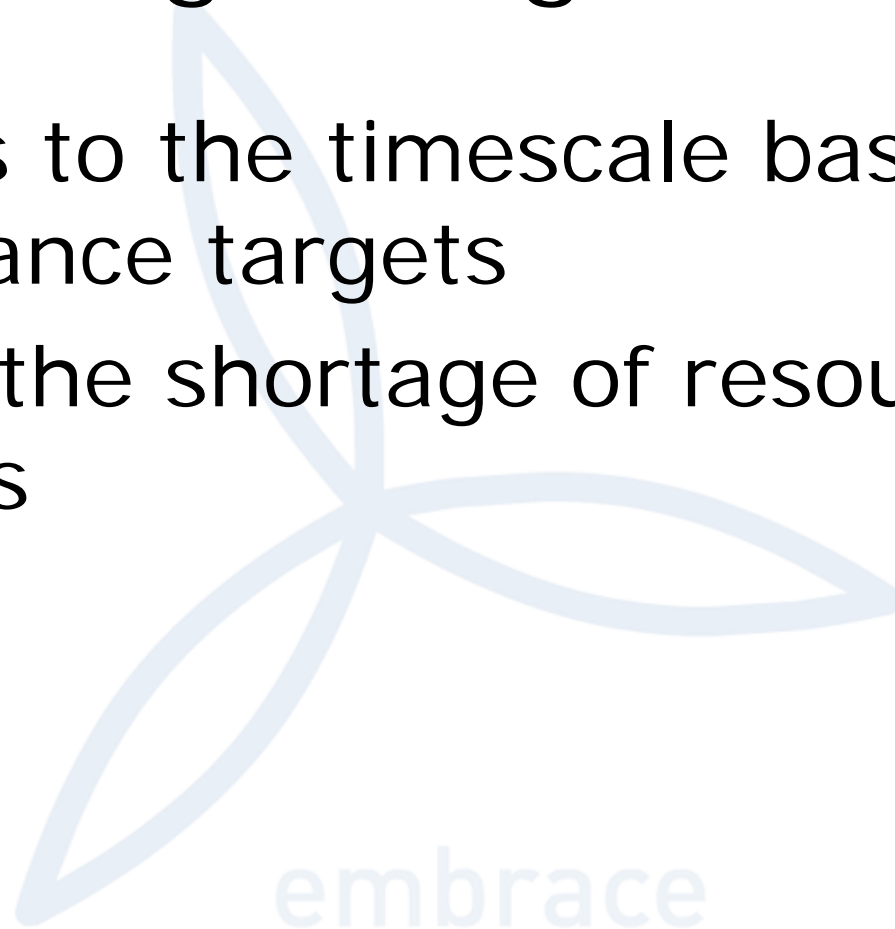 s to the timescale bas
ance targets
the shortage of resou
s
embrace